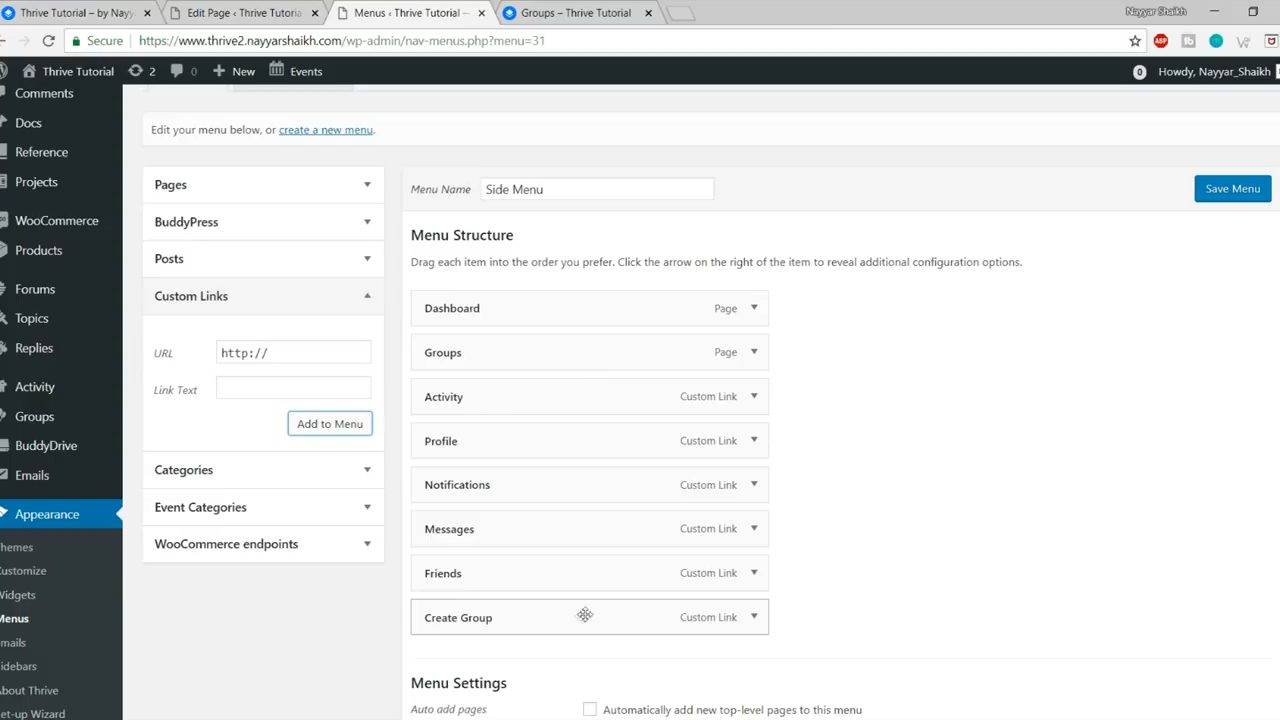 Thrive Tutorial – by Nayy
Edit Page ‹ Thrive Tutoria
Menus ‹ Thrive Tutorial —
Groups – Thrive Tutorial
Nayyar Shaikh
Secure
https://www.thrive2.nayyarshaikh.com/wp-admin/nav-menus.php?menu=31
ABP
Thrive Tutorial
2
0
New
Events
0
Howdy, Nayyar_Shaikh
Comments
Docs
Reference
Projects
WooCommerce
Products
Forums
Topics
Replies
Activity
Groups
BuddyDrive
Emails
Appearance
hemes
ustomize
Widgets
Menus
mails
idebars
bout Thrive
et-up Wizard
Edit your menu below, or create a new menu.
Pages
BuddyPress
Posts
Custom Links
URL
http://
Link Text
Add to Menu
Categories
Event Categories
WooCommerce endpoints
Menu Name
Side Menu
Save Menu
Menu Structure
Drag each item into the order you prefer. Click the arrow on the right of the item to reveal additional configuration options.
Dashboard Page
Groups Page
Activity Custom Link
Profile Custom Link
Notifications Custom Link
Messages Custom Link
Friends Custom Link
Create Group Custom Link
Menu Settings
Auto add pages
Automatically add new top-level pages to this menu